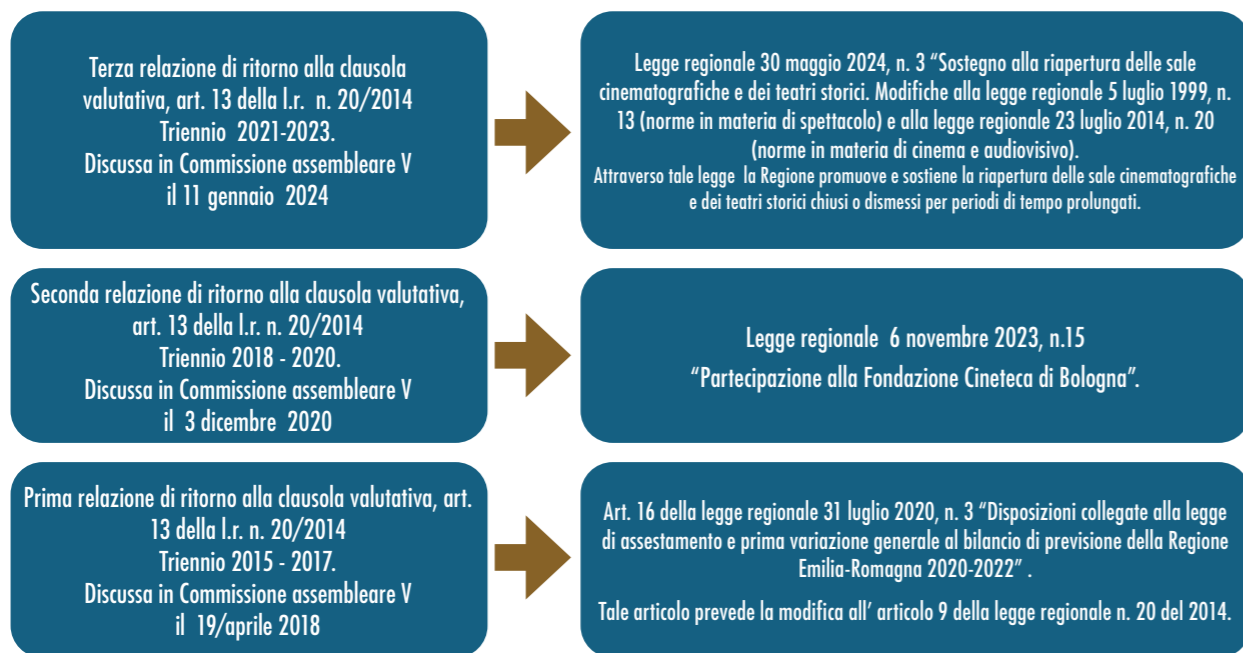 Terza relazione di ritorno alla clausola
valutativa, art. 13 della l.r. n. 20/2014
Triennio 2021-2023.
Discussa in Commissione assembleare V
il 11 gennaio 2024
Legge regionale 30 maggio 2024, n. 3 “Sostegno alla riapertura delle sale
cinematografiche e dei teatri storici. Modifiche alla legge regionale 5 luglio 1999, n.
13 (norme in materia di spettacolo) e alla legge regionale 23 luglio 2014, n. 20
(norme in materia di cinema e audiovisivo).
Attraverso tale legge la Regione promuove e sostiene la riapertura delle sale cinematografiche
e dei teatri storici chiusi o dismessi per periodi di tempo prolungati.
Seconda relazione di ritorno alla clausola valutativa,
art. 13 della l.r. n. 20/2014
Triennio 2018 - 2020.
Discussa in Commissione assembleare V
il 3 dicembre 2020
Legge regionale 6 novembre 2023, n.15
“Partecipazione alla Fondazione Cineteca di Bologna”.
Prima relazione di ritorno alla clausola valutativa, art.
13 della l.r. n. 20/2014
Triennio 2015 - 2017.
Discussa in Commissione assembleare V
il 19/aprile 2018
Art. 16 della legge regionale 31 luglio 2020, n. 3 “Disposizioni collegate alla legge
di assestamento e prima variazione generale al bilancio di previsione della Regione
Emilia-Romagna 2020-2022” .
Tale articolo prevede la modifica all’ articolo 9 della legge regionale n. 20 del 2014.